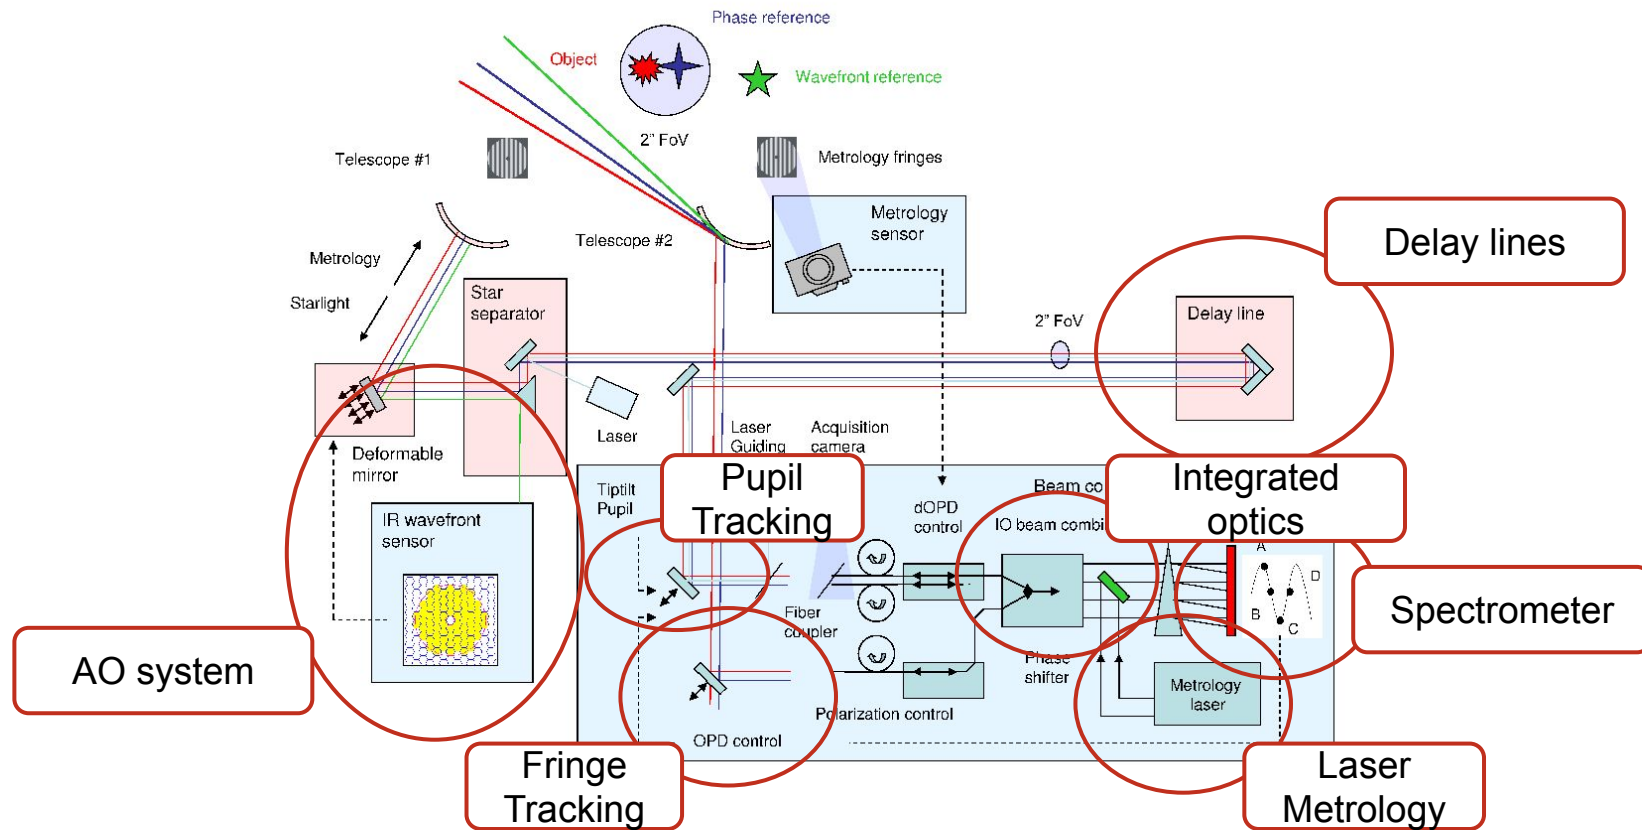 Phase reference
Object
Wavefront reference
2" FoV
Telescope #1
Metrology fringes
Metrology
sensor
Telescope #2
Delay lines
Metrology
Starlight
Star
separator
2" FoV
Delay line
Laser
Laser
Guiding
Acquisition
camera
Deformable
mirror
Pupil
Tracking
Integrated
optics
Tiptilt
Pupil
Beam co
dOPD
control
IO beam combi
IR wavefront
sensor
A
D
B
C
Spectrometer
Fiber
coupler
AO system
Phase
shifter
Metrology
laser
Polarization control
OPD control
Fringe
Tracking
Laser
Metrology